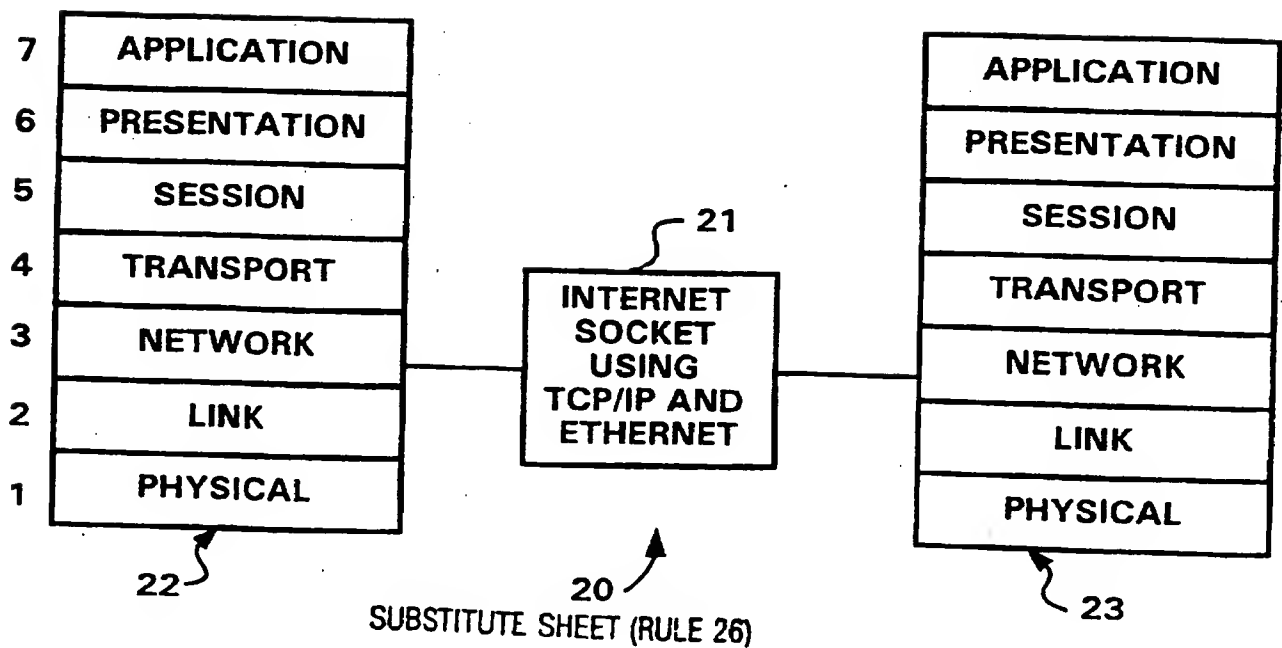 7 APPLICATION
6 PRESENTATION
5 SESSION
4 TRANSPORT
3 NETWORK
2 LINK
1 PHYSICAL
22
21
INTERNET
SOCKET
USING
TCP/IP AND
ETHERNET
20
APPLICATION
PRESENTATION
SESSION
TRANSPORT
NETWORK
LINK
PHYSICAL
23
SUBSTITUTE SHEET (RULE 26)